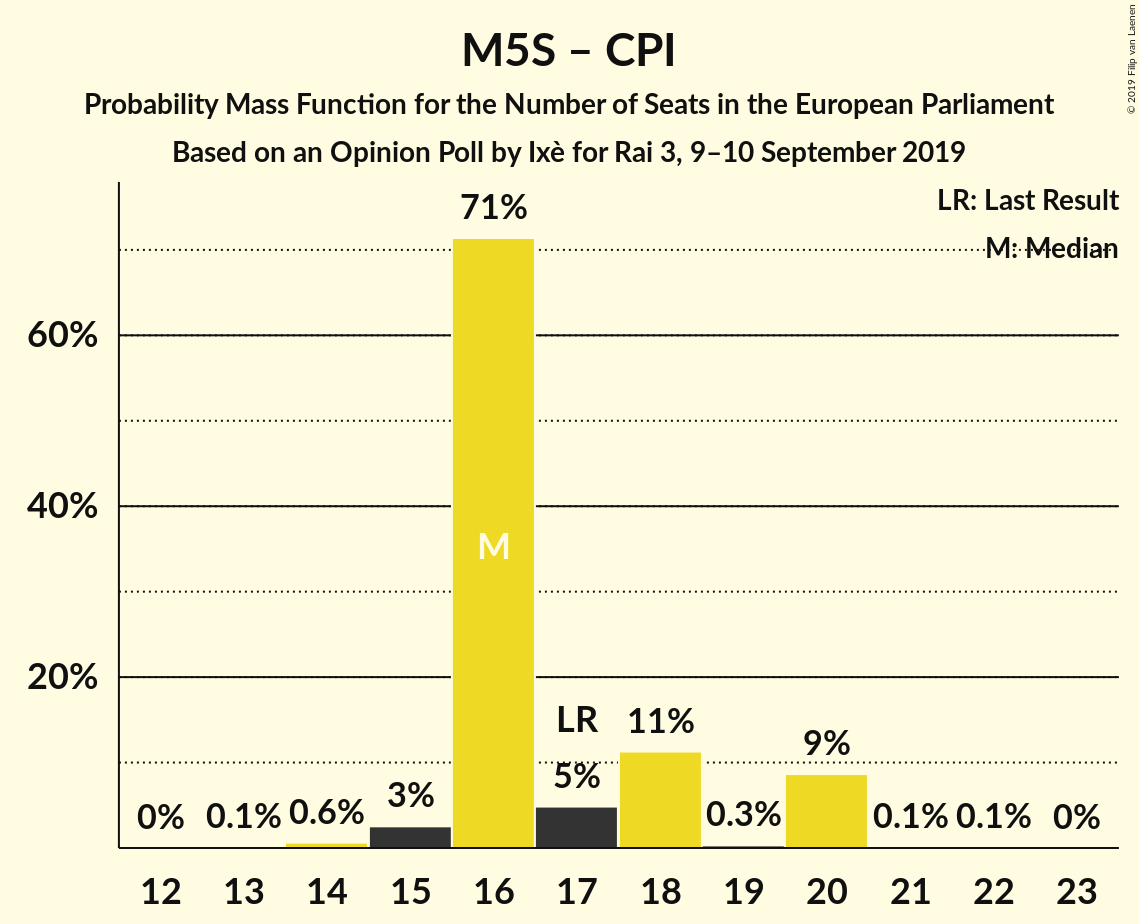 M5S – CPI
Probability Mass Function for the Number of Seats in the European Parliament
Based on an Opinion Poll by Ixè for Rai 3, 9–10 September 2019
© 2019 Filip van Laenen
LR: Last Result
M: Median
60%
40%
20%
0%
0.1%
0.6%
3%
71%
M
LR
5%
11%
0.3%
9%
0.1%
0.1%
0%
12 13 14 15 16 17 18 19 20 21 22 23